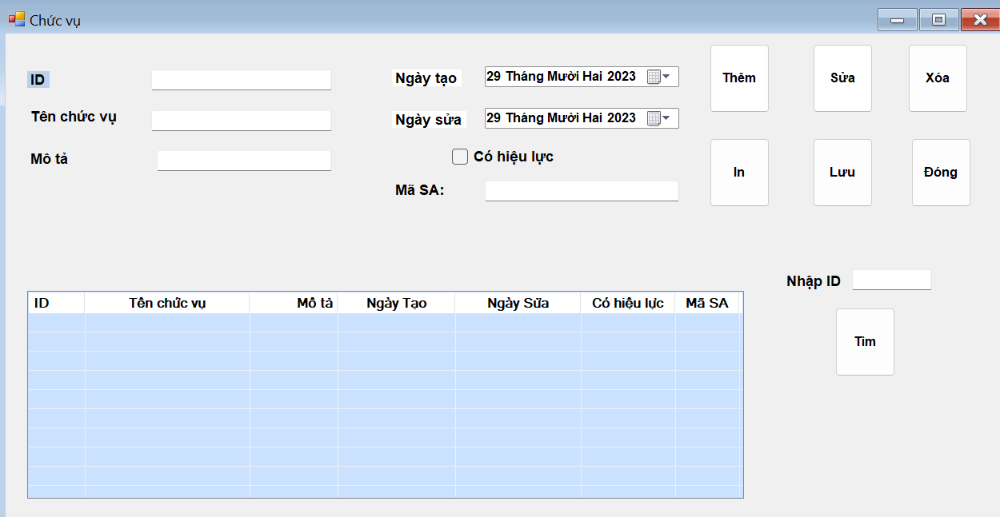 Chức vụ
ID
Ngày tạo
29 Tháng Mười Hai 2023
Thêm
Sửa
Xóa
Tên chức vụ
Ngày sửa
29 Tháng Mười Hai 2023
Mô tả
Có hiệu lực
In
Lưu
Đóng
Mã SA:
Nhập ID
ID Tên chức vụ Mô tả Ngày Tạo Ngày Sửa Có hiệu lực Mã SA
Tìm